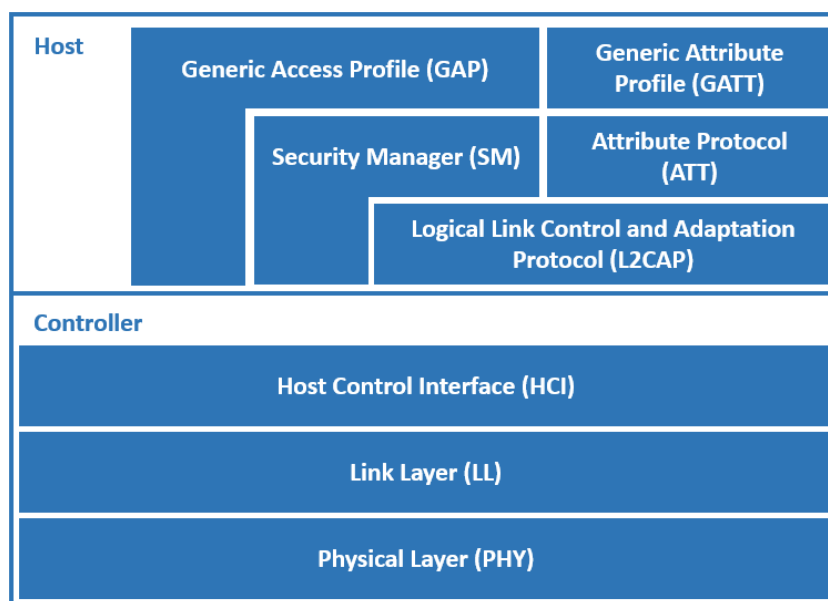 Host
Generic Access Profile (GAP)
Generic Attribute
Profile (GATT)
Security Manager (SM)
Attribute Protocol
(ATT)
Logical Link Control and Adaptation
Protocol (L2CAP)
Controller
Host Control Interface (HCI)
Link Layer (LL)
Physical Layer (PHY)